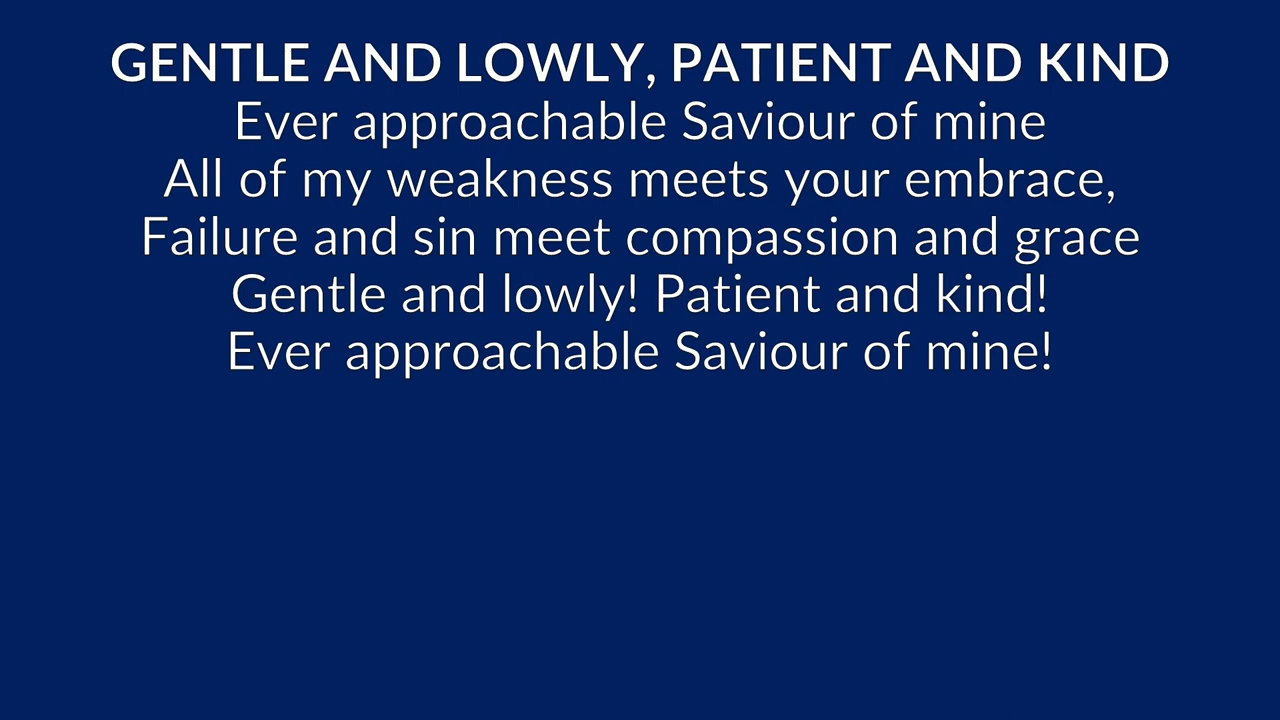 GENTLE AND LOWLY, PATIENT AND KIND
Ever approachable Saviour of mine
All of my weakness meets your embrace,
Failure and sin meet compassion and grace
Gentle and lowly! Patient and kind!
Ever approachable Saviour of mine!